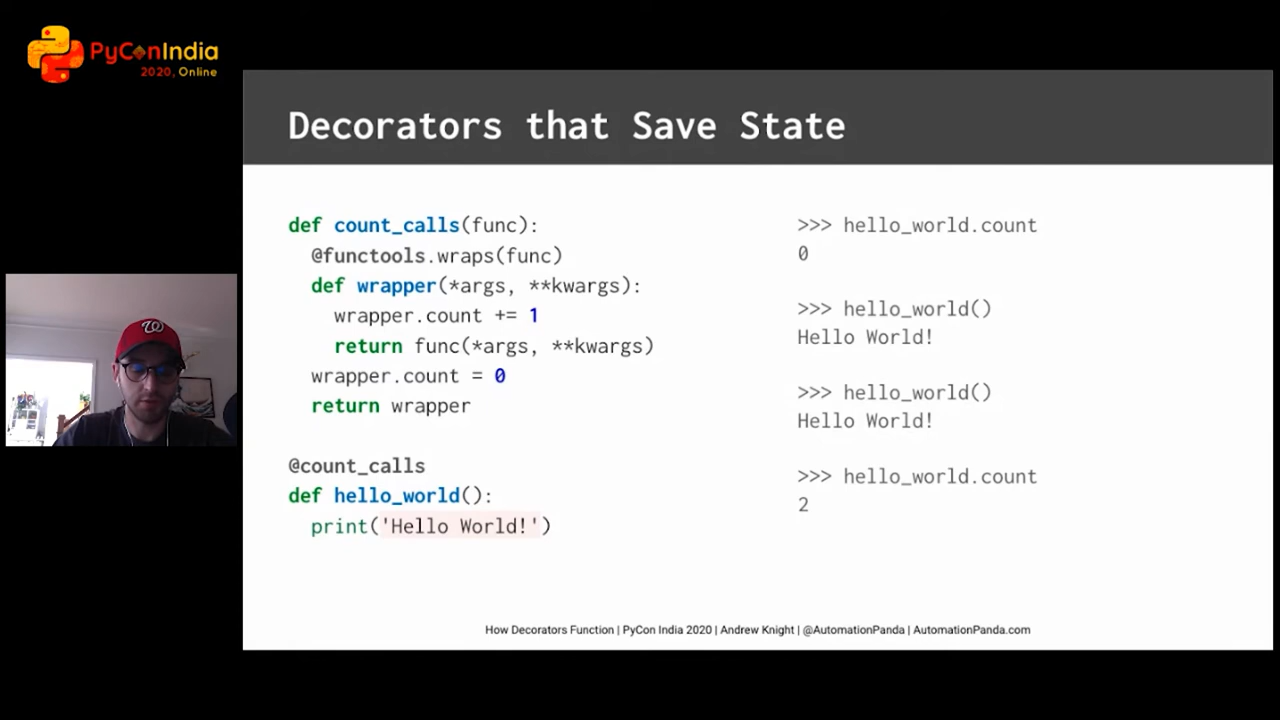 PyConIndia
2020, Online
Decorators that Save State
def count_calls(func):
  @functools.wraps(func)
  def wrapper(*args, **kwargs):
    wrapper.count += 1
    return func(*args, **kwargs)
  wrapper.count = 0
  return wrapper
@count_calls
def hello_world():
  print('Hello World!')
>>> hello_world.count
0
>>> hello_world()
Hello World!
>>> hello_world()
Hello World!
>>> hello_world.count
2
W
How Decorators Function | PyCon India 2020 | Andrew Knight | @AutomationPanda | AutomationPanda.com